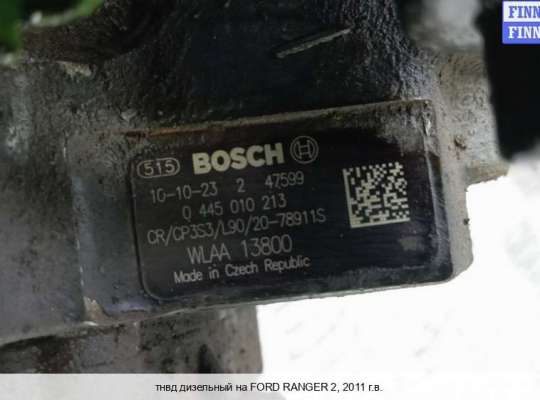 FINN
FINN
515 BOSCH
10-10-23 2 47599
0 445 010 213
CR/CP3S3/L90/20-78911S
WLAA 13800
Made in Czech Republic
тнвд дизельный на FORD RANGER 2, 2011 г.в.